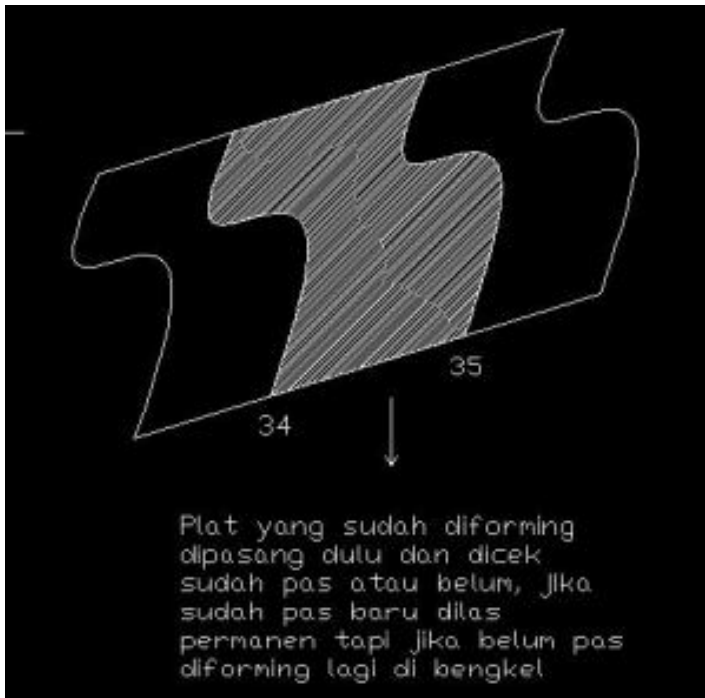 35
34
Plat yang sudah diforming
dipasang dulu dan dicek
sudah pas atau belum, jika
sudah pas baru dilas
permanen tapi jika belum pas
diforming lagi di bengkel